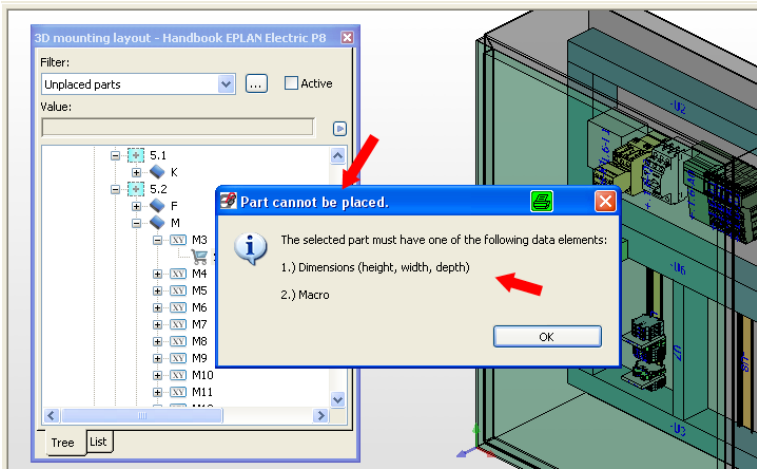 3D mounting layout - Handbook EPLAN Electric P8
Filter:
Unplaced parts
...
Active
Value:
5.1
K
5.2
F
M
M3
M4
M5
M6
M7
M8
M9
M10
M11
Tree
List
Part cannot be placed.
The selected part must have one of the following data elements:
1.) Dimensions (height, width, depth)
2.) Macro
OK
-U2
-U6
-U3